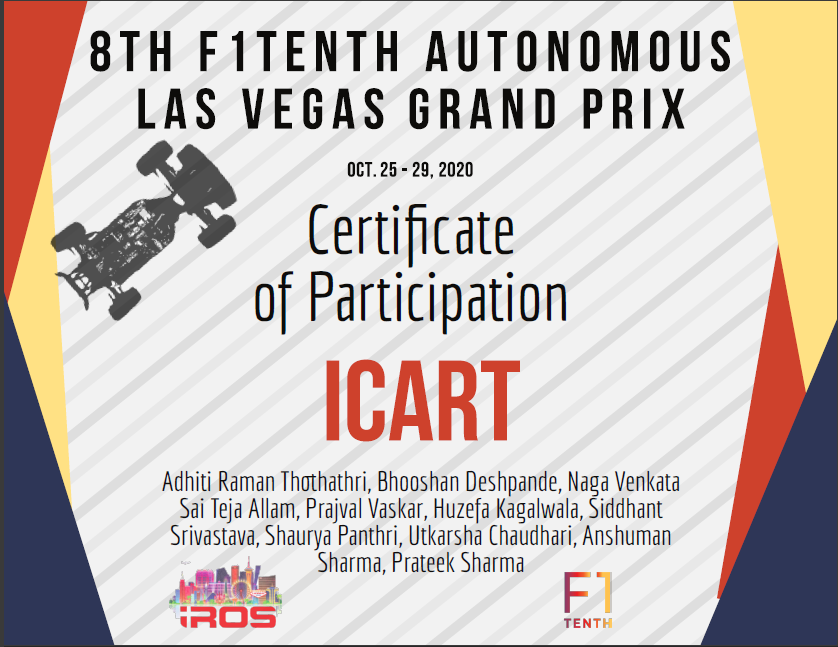 8TH F1TENTH AUTONOMOUS
LAS VEGAS GRAND PRIX
OCT. 25 - 29, 2020
Certificate
of Participation
ICART
Adhiti Raman Thothathri, Bhooshan Deshpande, Naga Venkata
Sai Teja Allam, Prajval Vaskar, Huzefa Kagalwala, Siddhant
Srivastava, Shaurya Panthri, Utkarsha Chaudhari, Anshuman
Sharma, Prateek Sharma
iROS
F1
TENTH